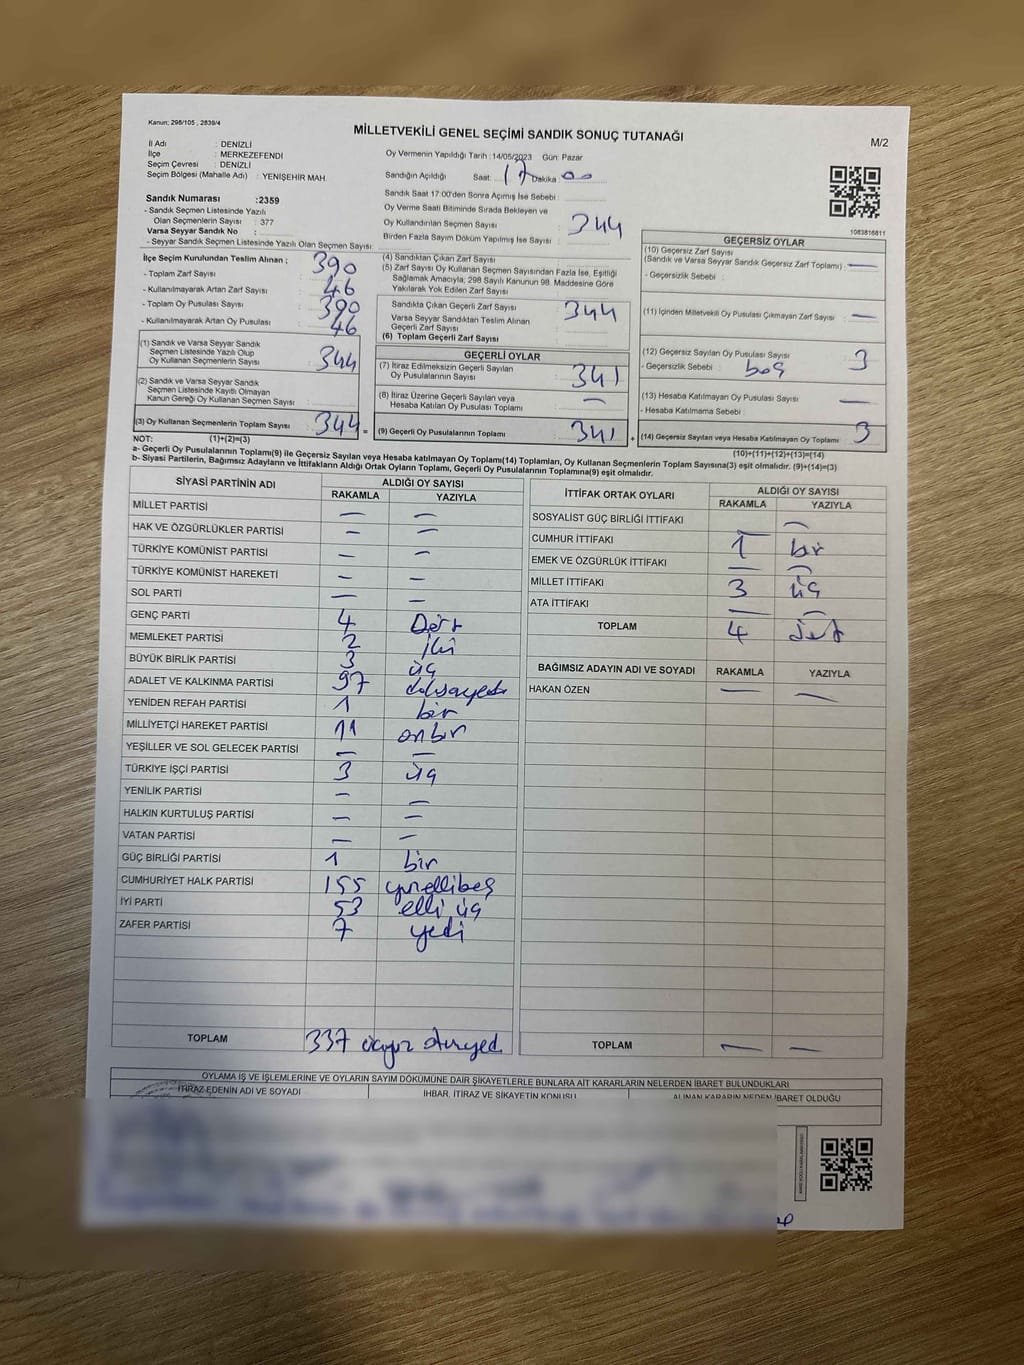 Kanun: 298/105 , 2839/4
MİLLETVEKİLİ GENEL SEÇİMİ SANDIK SONUÇ TUTANAĞI
M/2
İl Adı : DENİZLİ
İlçe : MERKEZEFENDİ
Seçim Çevresi : DENİZLİ
Seçim Bölgesi (Mahalle Adı) : YENİŞEHİR MAH.
Oy Vermenin Yapıldığı Tarih : 14/05/2023 Gün: Pazar
Sandığın Açıldığı Saat: 17 Dakika 00
Sandık Saat 17:00'den Sonra Açılmış İse Sebebi :
Oy Verme Saati Bitiminde Sırada Bekleyen ve
Oy Kullandırılan Seçmen Sayısı : 344
Birden Fazla Sayım Döküm Yapılmış İse Sayısı :
Sandık Numarası :2359
- Sandık Seçmen Listesinde Yazılı
Olan Seçmenlerin Sayısı : 377
Varsa Seyyar Sandık No :
- Seyyar Sandık Seçmen Listesinde Yazılı Olan Seçmen Sayısı:
1083816811
İlçe Seçim Kurulundan Teslim Alınan ;
- Toplam Zarf Sayısı : 390
- Kullanılmayarak Artan Zarf Sayısı : 46
- Toplam Oy Pusulası Sayısı : 390
- Kullanılmayarak Artan Oy Pusulası : 46
(1) Sandık ve Varsa Seyyar Sandık
Seçmen Listesinde Yazılı Olup
Oy Kullanan Seçmenlerin Sayısı : 344
(2) Sandık ve Varsa Seyyar Sandık
Seçmen Listesinde Kayıtlı Olmayan
Kanun Gereği Oy Kullanan Seçmen Sayısı :
(3) Oy Kullanan Seçmenlerin Toplam Sayısı : 344 =
(4) Sandıktan Çıkan Zarf Sayısı :
(5) Zarf Sayısı Oy Kullanan Seçmen Sayısından Fazla İse, Eşitliği
Sağlamak Amacıyla; 298 Sayılı Kanunun 98. Maddesine Göre
Yakılarak Yok Edilen Zarf Sayısı :
Sandıkta Çıkan Geçerli Zarf Sayısı : 344
Varsa Seyyar Sandıktan Teslim Alınan
Geçerli Zarf Sayısı :
(6) Toplam Geçerli Zarf Sayısı :
GEÇERLİ OYLAR
(7) İtiraz Edilmeksizin Geçerli Sayılan
Oy Pusulalarının Sayısı : 341
(8) İtiraz Üzerine Geçerli Sayılan veya
Hesaba Katılan Oy Pusulası Toplamı : —
(9) Geçerli Oy Pusulalarının Toplamı : 341 +
GEÇERSİZ OYLAR
(10) Geçersiz Zarf Sayısı
(Sandık ve Varsa Seyyar Sandık Geçersiz Zarf Toplamı) : —
- Geçersizlik Sebebi :
(11) İçinden Milletvekili Oy Pusulası Çıkmayan Zarf Sayısı : —
(12) Geçersiz Sayılan Oy Pusulası Sayısı : 3
- Geçersizlik Sebebi : boş
(13) Hesaba Katılmayan Oy Pusulası Sayısı : —
- Hesaba Katılmama Sebebi :
(14) Geçersiz Sayılan veya Hesaba Katılmayan Oy Pusulası Toplamı : 3
NOT: (1)+(2)=(3)
(10)+(11)+(12)+(13)=(14)
a- Geçerli Oy Pusulalarının Toplamı(9) ile Geçersiz Sayılan veya Hesaba Katılmayan Oy Toplamı(14) Toplamları, Oy Kullanan Seçmenlerin Toplam Sayısına(3) eşit olmalıdır. (9)+(14)=(3)
b- Siyasi Partilerin, Bağımsız Adayların ve İttifakların Aldığı Ortak Oyların Toplamı, Geçerli Oy Pusulalarının Toplamına(9) eşit olmalıdır.
SİYASİ PARTİNİN ADI ALDIĞI OY SAYISI
RAKAMLA YAZIYLA
MİLLET PARTİSİ — —
HAK VE ÖZGÜRLÜKLER PARTİSİ — —
TÜRKİYE KOMÜNİST PARTİSİ — —
TÜRKİYE KOMÜNİST HAREKETİ — —
SOL PARTİ — —
GENÇ PARTİ 4 Dört
MEMLEKET PARTİSİ 2 iki
BÜYÜK BİRLİK PARTİSİ 3 üç
ADALET VE KALKINMA PARTİSİ 97 doksanyedi
YENİDEN REFAH PARTİSİ 1 bir
MİLLİYETÇİ HAREKET PARTİSİ 11 onbir
YEŞİLLER VE SOL GELECEK PARTİSİ — —
TÜRKİYE İŞÇİ PARTİSİ 3 üç
YENİLİK PARTİSİ — —
HALKIN KURTULUŞ PARTİSİ — —
VATAN PARTİSİ — —
GÜÇ BİRLİĞİ PARTİSİ 1 bir
CUMHURİYET HALK PARTİSİ 155 yüzellibeş
İYİ PARTİ 53 elli üç
ZAFER PARTİSİ 7 yedi
TOPLAM 337 üçyüz otuzyedi
İTTİFAK ORTAK OYLARI ALDIĞI OY SAYISI
RAKAMLA YAZIYLA
SOSYALİST GÜÇ BİRLİĞİ İTTİFAKI — —
CUMHUR İTTİFAKI 1 bir
EMEK VE ÖZGÜRLÜK İTTİFAKI — —
MİLLET İTTİFAKI 3 üç
ATA İTTİFAKI — —
TOPLAM 4 dört
BAĞIMSIZ ADAYIN ADI VE SOYADI RAKAMLA YAZIYLA
HAKAN ÖZEN — —
TOPLAM — —
OYLAMA İŞ VE İŞLEMLERİNE VE OYLARIN SAYIM DÖKÜMÜNE DAİR ŞİKAYETLERLE BUNLARA AİT KARARLARIN NELERDEN İBARET BULUNDUKLARI
İTİRAZ EDENİN ADI VE SOYADI İHBAR, İTİRAZ VE ŞİKAYETİN KONUSU ALINAN KARARIN NEDEN İBARET OLDUĞU